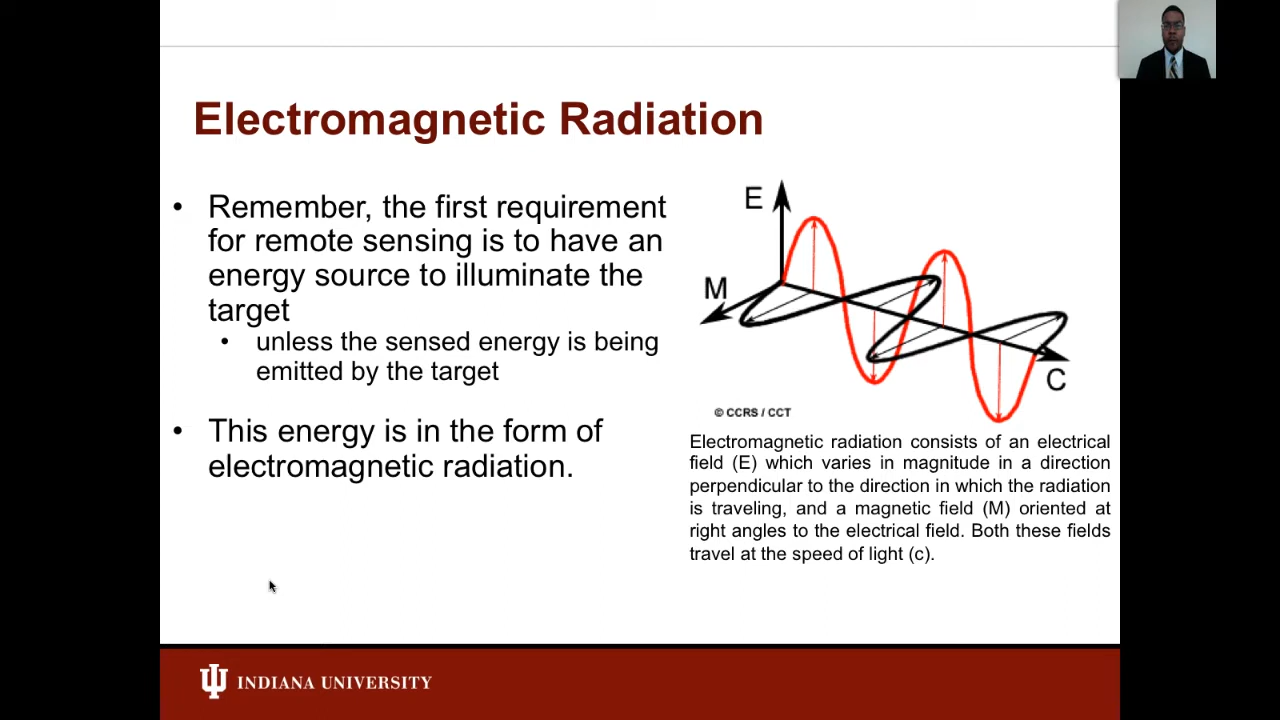 Electromagnetic Radiation
• Remember, the first requirement
for remote sensing is to have an
energy source to illuminate the
target
• unless the sensed energy is being
emitted by the target
• This energy is in the form of
electromagnetic radiation.
E
M
C
© CCRS / CCT
Electromagnetic radiation consists of an electrical
field (E) which varies in magnitude in a direction
perpendicular to the direction in which the radiation
is traveling, and a magnetic field (M) oriented at
right angles to the electrical field. Both these fields
travel at the speed of light (c).
INDIANA UNIVERSITY